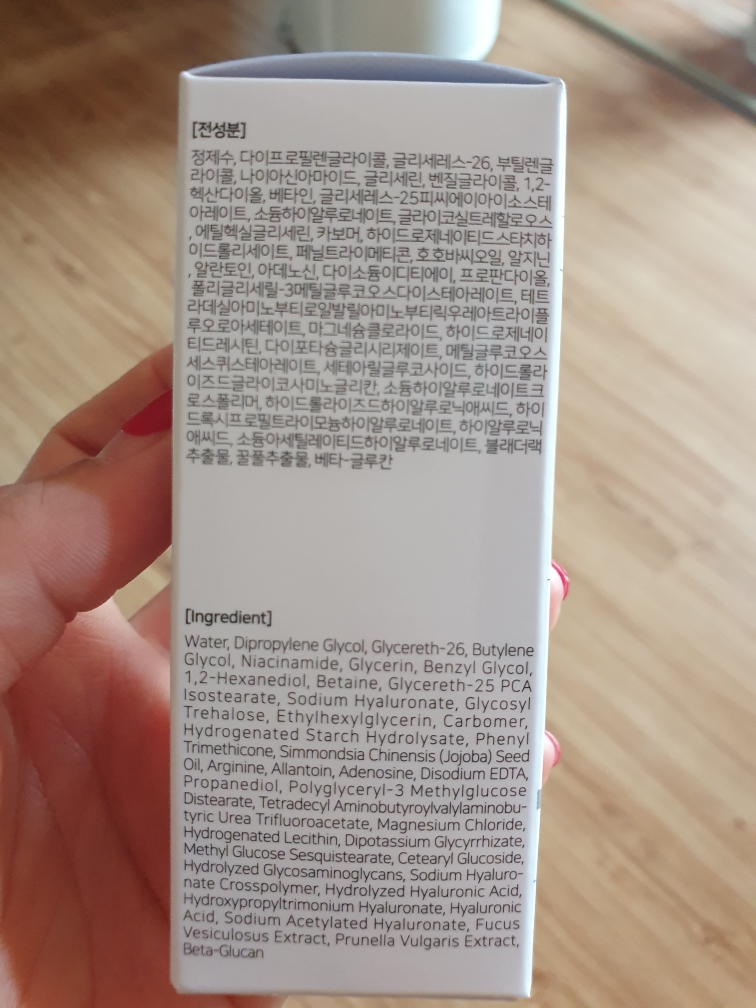 [전성분]
정제수, 다이프로필렌글라이콜, 글리세레스-26, 부틸렌글
라이콜, 나이아신아마이드, 글리세린, 벤질글라이콜, 1,2-
헥산다이올, 베타인, 글리세레스-25피씨에이아이소스테
아레이트, 소듐하이알루로네이트, 글라이코실트레할로오스
, 에틸헥실글리세린, 카보머, 하이드로제네이티드스타치하
이드롤리세이트, 페닐트라이메티콘, 호호바씨오일, 알지닌
, 알란토인, 아데노신, 다이소듐이디티에이, 프로판다이올,
폴리글리세릴-3메틸글루코오스다이스테아레이트, 테트
라데실아미노부티로일발릴아미노부티릭우레아트라이플
루오로아세테이트, 마그네슘클로라이드, 하이드로제네이
티드레시틴, 다이포타슘글리시리제이트, 메틸글루코오스
세스퀴스테아레이트, 세테아릴글루코사이드, 하이드롤라
이즈드글라이코사미노글리칸, 소듐하이알루로네이트크
로스폴리머, 하이드롤라이즈드하이알루로닉애씨드, 하이
드록시프로필트라이모늄하이알루로네이트, 하이알루로닉
애씨드, 소듐아세틸레이티드하이알루로네이트, 블래더랙
추출물, 꿀풀추출물, 베타-글루칸
[Ingredient]
Water, Dipropylene Glycol, Glycereth-26, Butylene
Glycol, Niacinamide, Glycerin, Benzyl Glycol,
1,2-Hexanediol, Betaine, Glycereth-25 PCA
Isostearate, Sodium Hyaluronate, Glycosyl
Trehalose, Ethylhexylglycerin, Carbomer,
Hydrogenated Starch Hydrolysate, Phenyl
Trimethicone, Simmondsia Chinensis (Jojoba) Seed
Oil, Arginine, Allantoin, Adenosine, Disodium EDTA,
Propanediol, Polyglyceryl-3 Methylglucose
Distearate, Tetradecyl Aminobutyroylvalylaminobu-
tyric Urea Trifluoroacetate, Magnesium Chloride,
Hydrogenated Lecithin, Dipotassium Glycyrrhizate,
Methyl Glucose Sesquistearate, Cetearyl Glucoside,
Hydrolyzed Glycosaminoglycans, Sodium Hyaluro-
nate Crosspolymer, Hydrolyzed Hyaluronic Acid,
Hydroxypropyltrimonium Hyaluronate, Hyaluronic
Acid, Sodium Acetylated Hyaluronate, Fucus
Vesiculosus Extract, Prunella Vulgaris Extract,
Beta-Glucan